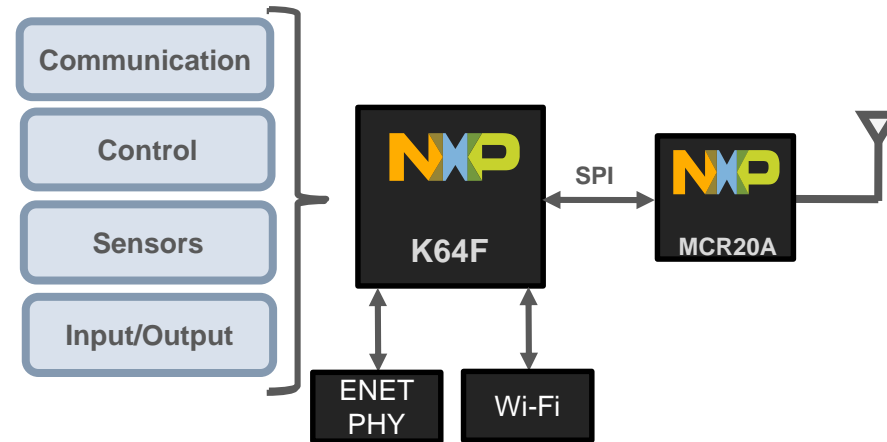 Communication
Control
Sensors
Input/Output
NXP
K64F
SPI
NXP
MCR20A
ENET
PHY
Wi-Fi